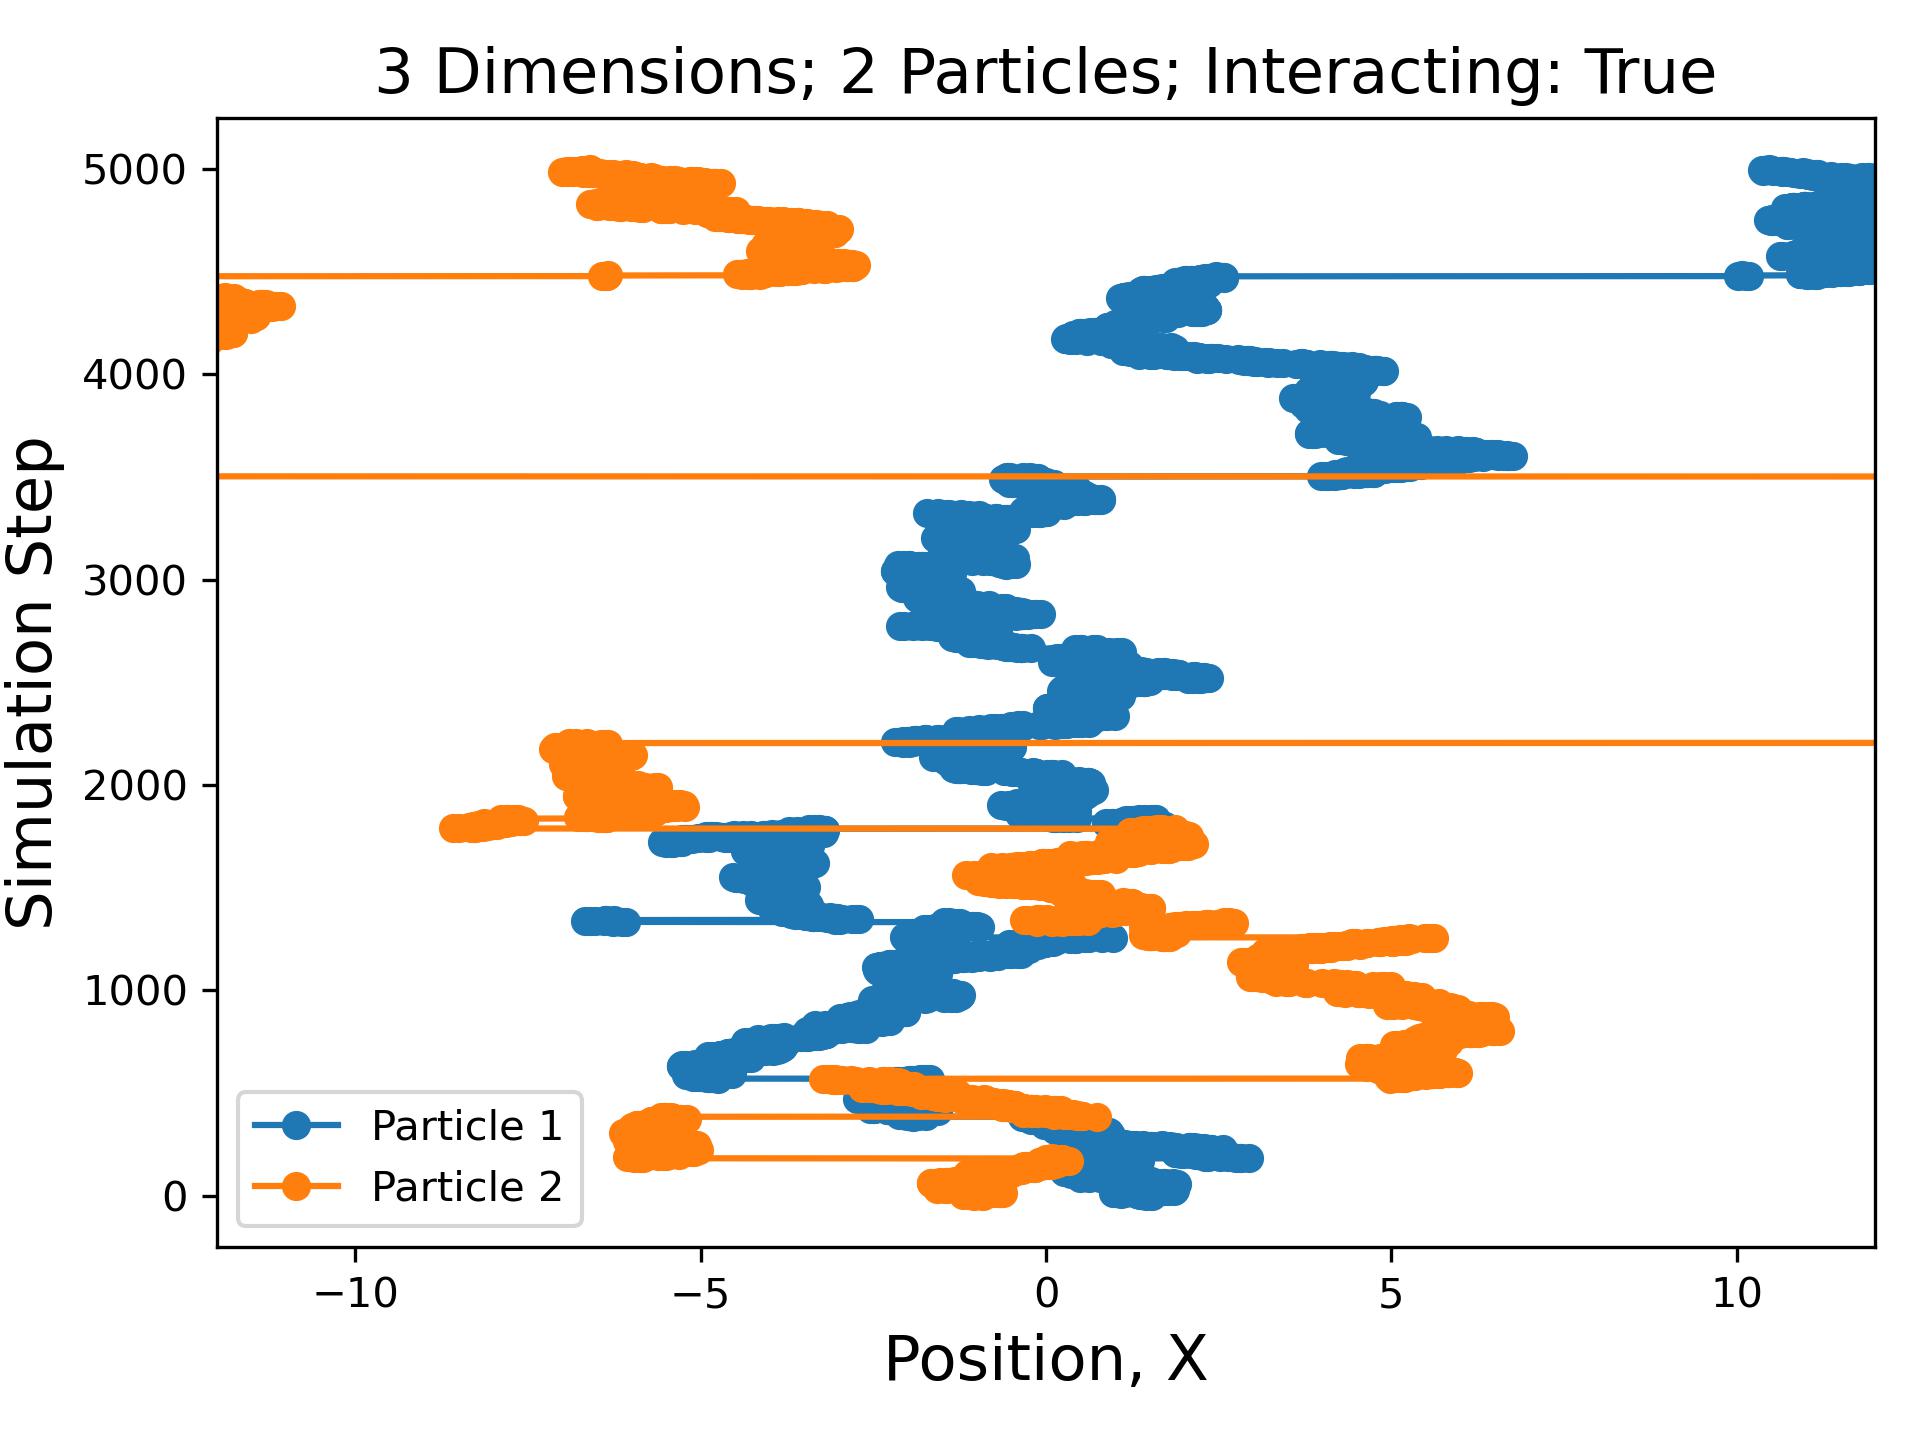 3 Dimensions; 2 Particles; Interacting: True
Simulation Step
5000
4000
3000
2000
1000
0
Particle 1
Particle 2
−10
−5
0
5
10
Position, X